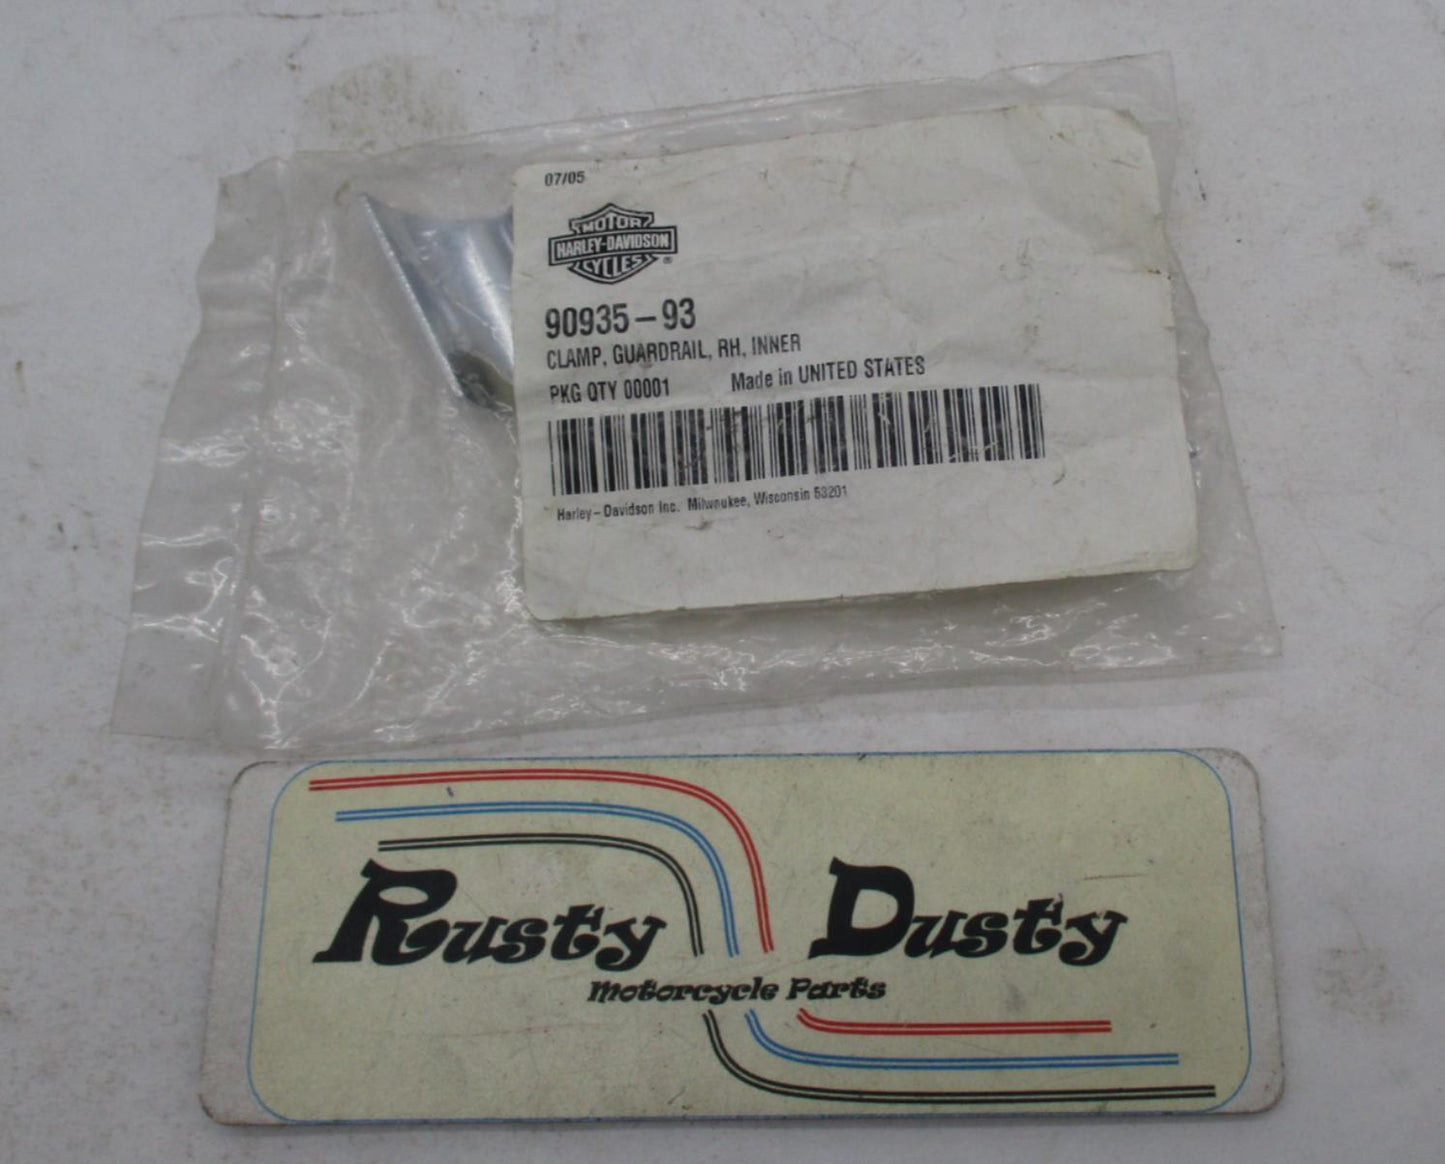 07/05
MOTOR
HARLEY-DAVIDSON
CYCLES
®
90935-93
CLAMP, GUARDRAIL, RH, INNER
PKG QTY 00001 Made in UNITED STATES
Harley-Davidson Inc. Milwaukee, Wisconsin 53201
Rusty Dusty
Motorcycle Parts